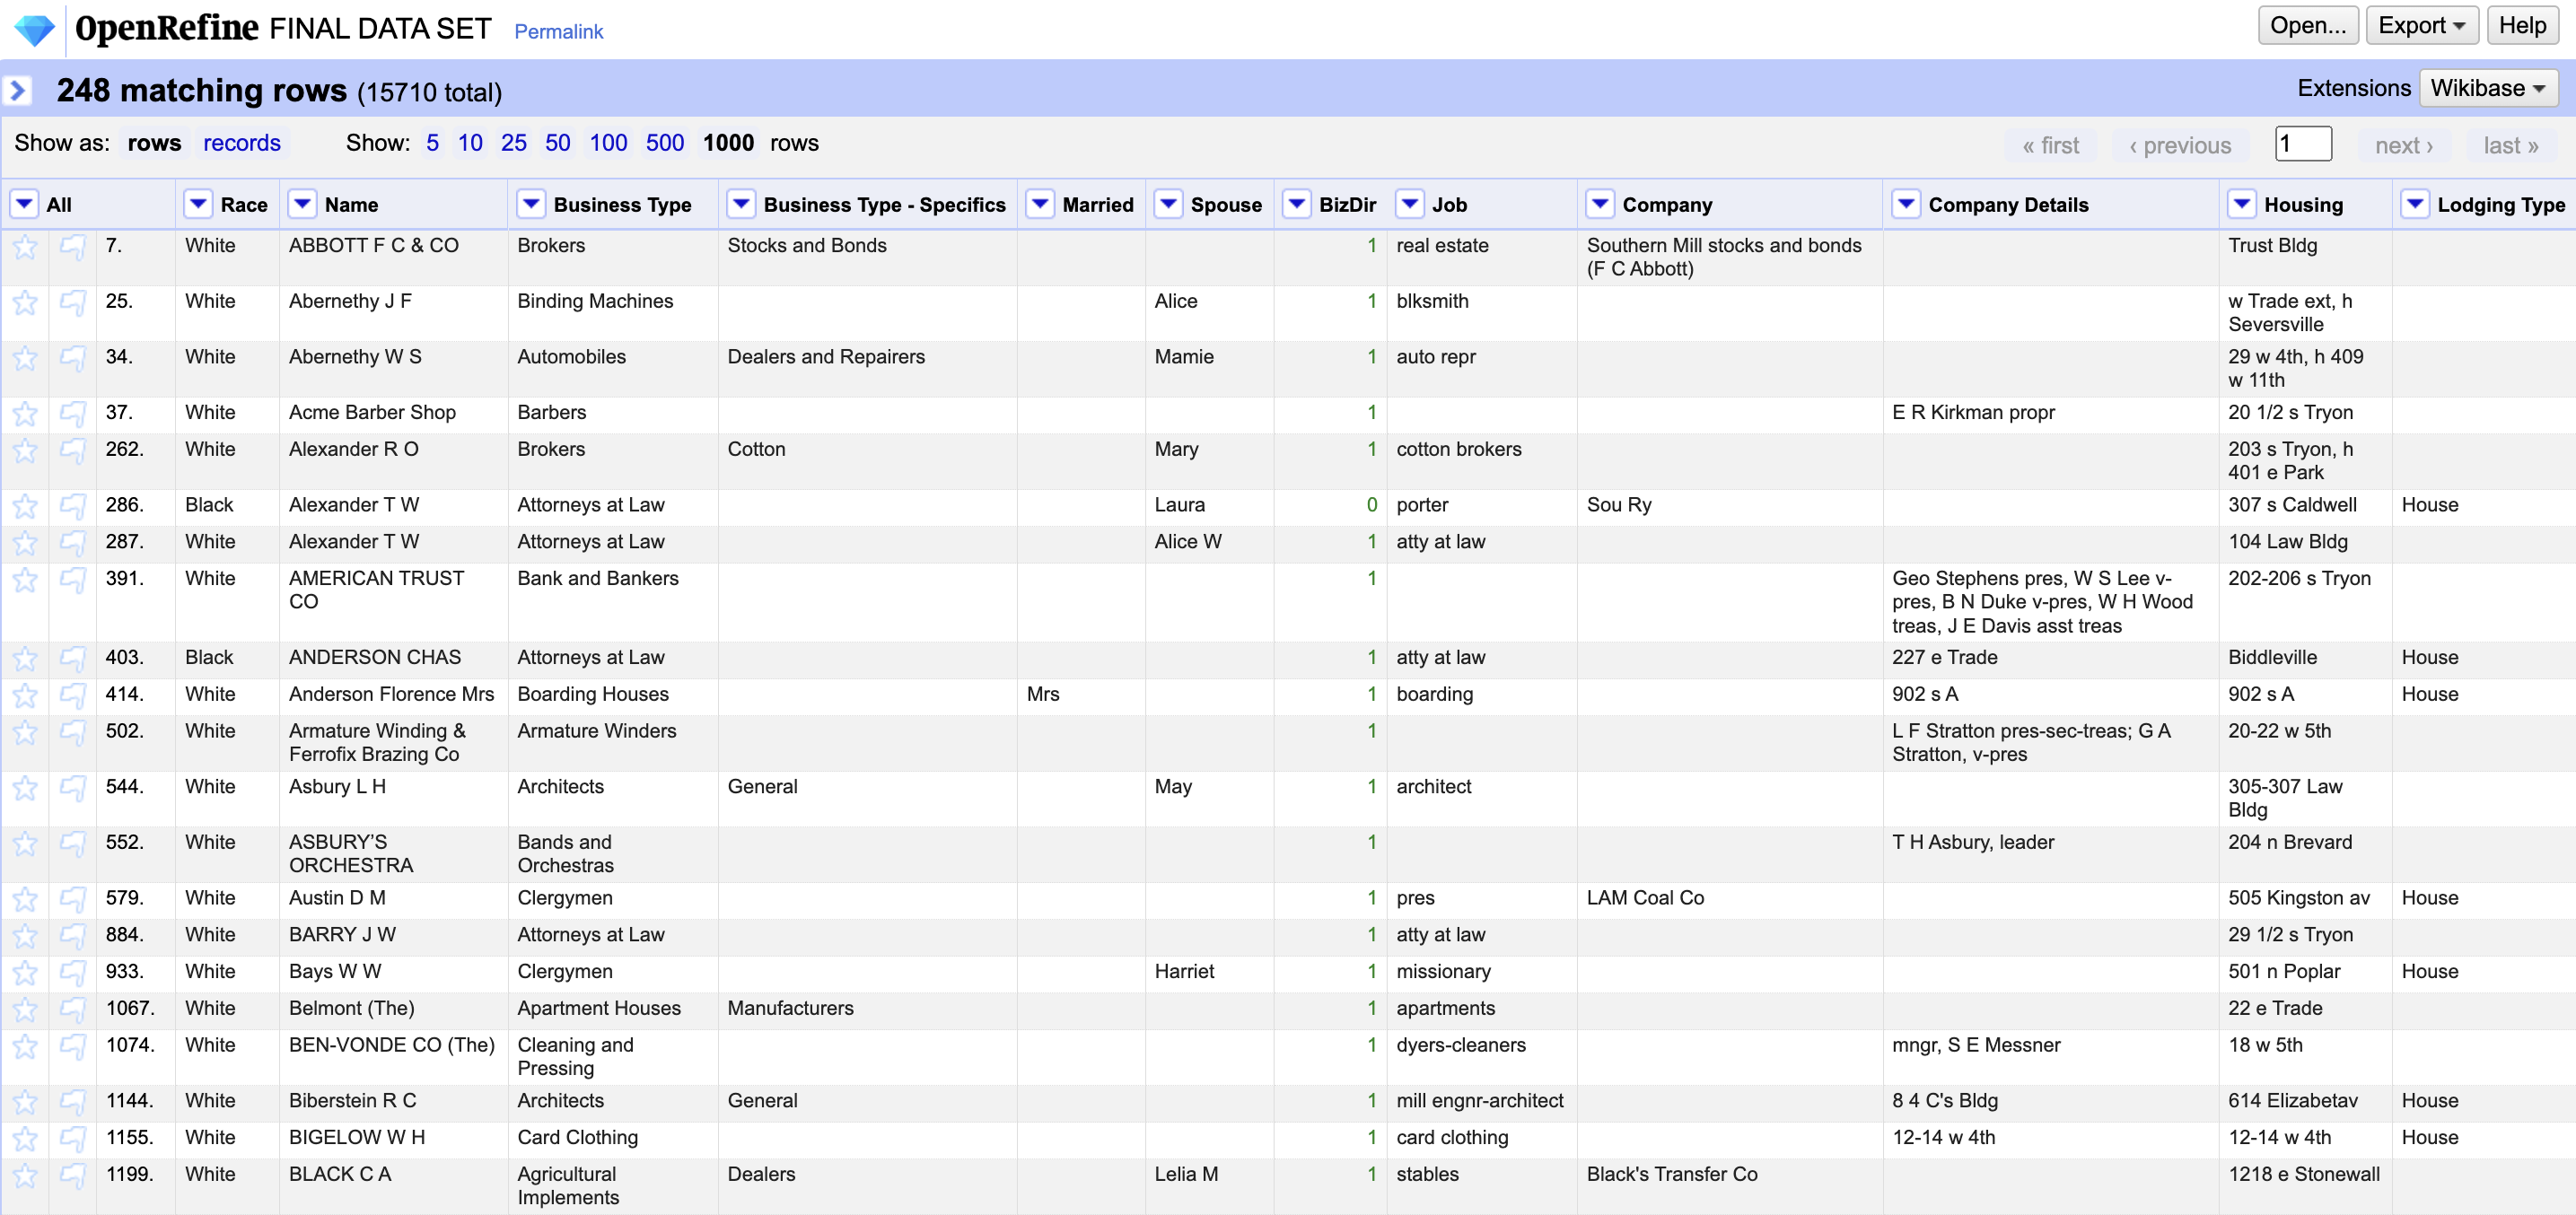 OpenRefine FINAL DATA SET Permalink Open... Export Help
248 matching rows (15710 total) Extensions Wikibase
Show as: rows records Show: 5 10 25 50 100 500 1000 rows « first ‹ previous 1 next › last »
All Race Name Business Type Business Type - Specifics Married Spouse BizDir Job Company Company Details Housing Lodging Type
7. White ABBOTT F C & CO Brokers Stocks and Bonds 1 real estate Southern Mill stocks and bonds Trust Bldg
(F C Abbott)
25. White Abernethy J F Binding Machines Alice 1 blksmith w Trade ext, h
Seversville
34. White Abernethy W S Automobiles Dealers and Repairers Mamie 1 auto repr 29 w 4th, h 409
w 11th
37. White Acme Barber Shop Barbers 1 E R Kirkman propr 20 1/2 s Tryon
262. White Alexander R O Brokers Cotton Mary 1 cotton brokers 203 s Tryon, h
401 e Park
286. Black Alexander T W Attorneys at Law Laura 0 porter Sou Ry 307 s Caldwell House
287. White Alexander T W Attorneys at Law Alice W 1 atty at law 104 Law Bldg
391. White AMERICAN TRUST Bank and Bankers 1 Geo Stephens pres, W S Lee v- 202-206 s Tryon
CO pres, B N Duke v-pres, W H Wood
treas, J E Davis asst treas
403. Black ANDERSON CHAS Attorneys at Law 1 atty at law 227 e Trade Biddleville House
414. White Anderson Florence Mrs Boarding Houses Mrs 1 boarding 902 s A 902 s A House
502. White Armature Winding & Armature Winders 1 L F Stratton pres-sec-treas; G A 20-22 w 5th
Ferrofix Brazing Co Stratton, v-pres
544. White Asbury L H Architects General May 1 architect 305-307 Law
Bldg
552. White ASBURY’S Bands and 1 T H Asbury, leader 204 n Brevard
ORCHESTRA Orchestras
579. White Austin D M Clergymen 1 pres LAM Coal Co 505 Kingston av House
884. White BARRY J W Attorneys at Law 1 atty at law 29 1/2 s Tryon
933. White Bays W W Clergymen Harriet 1 missionary 501 n Poplar House
1067. White Belmont (The) Apartment Houses Manufacturers 1 apartments 22 e Trade
1074. White BEN-VONDE CO (The) Cleaning and 1 dyers-cleaners mngr, S E Messner 18 w 5th
Pressing
1144. White Biberstein R C Architects General 1 mill engnr-architect 8 4 C's Bldg 614 Elizabetav House
1155. White BIGELOW W H Card Clothing 1 card clothing 12-14 w 4th 12-14 w 4th House
1199. White BLACK C A Agricultural Dealers Lelia M 1 stables Black's Transfer Co 1218 e Stonewall
Implements